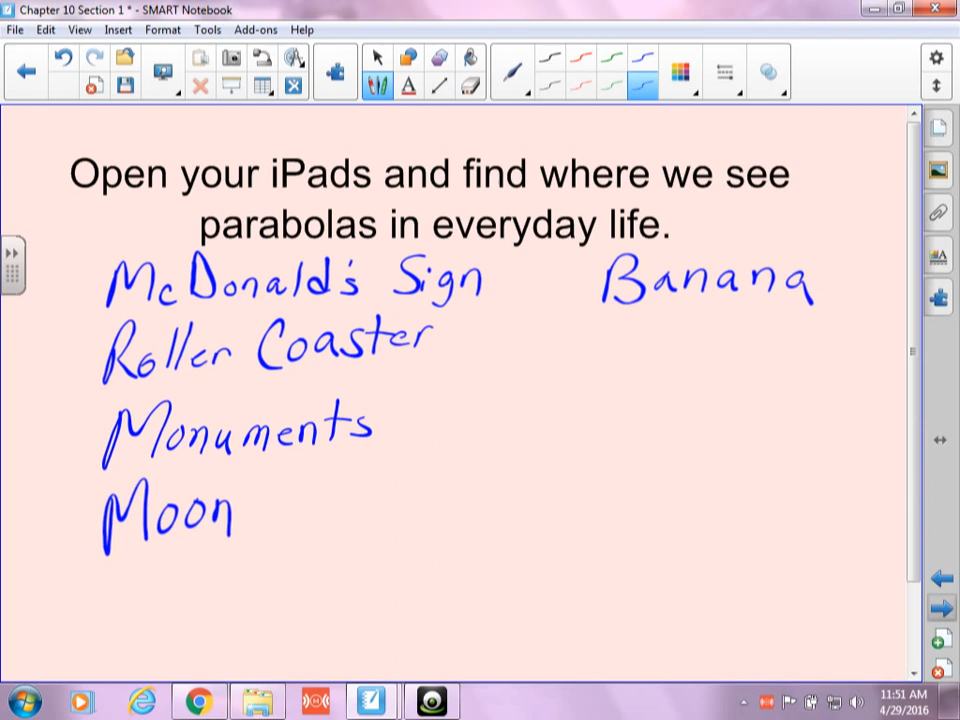 Chapter 10 Section 1 * - SMART Notebook
File Edit View Insert Format Tools Add-ons Help
Open your iPads and find where we see
parabolas in everyday life.
McDonald's Sign Banana
Roller Coaster
Monuments
Moon
11:51 AM
4/29/2016